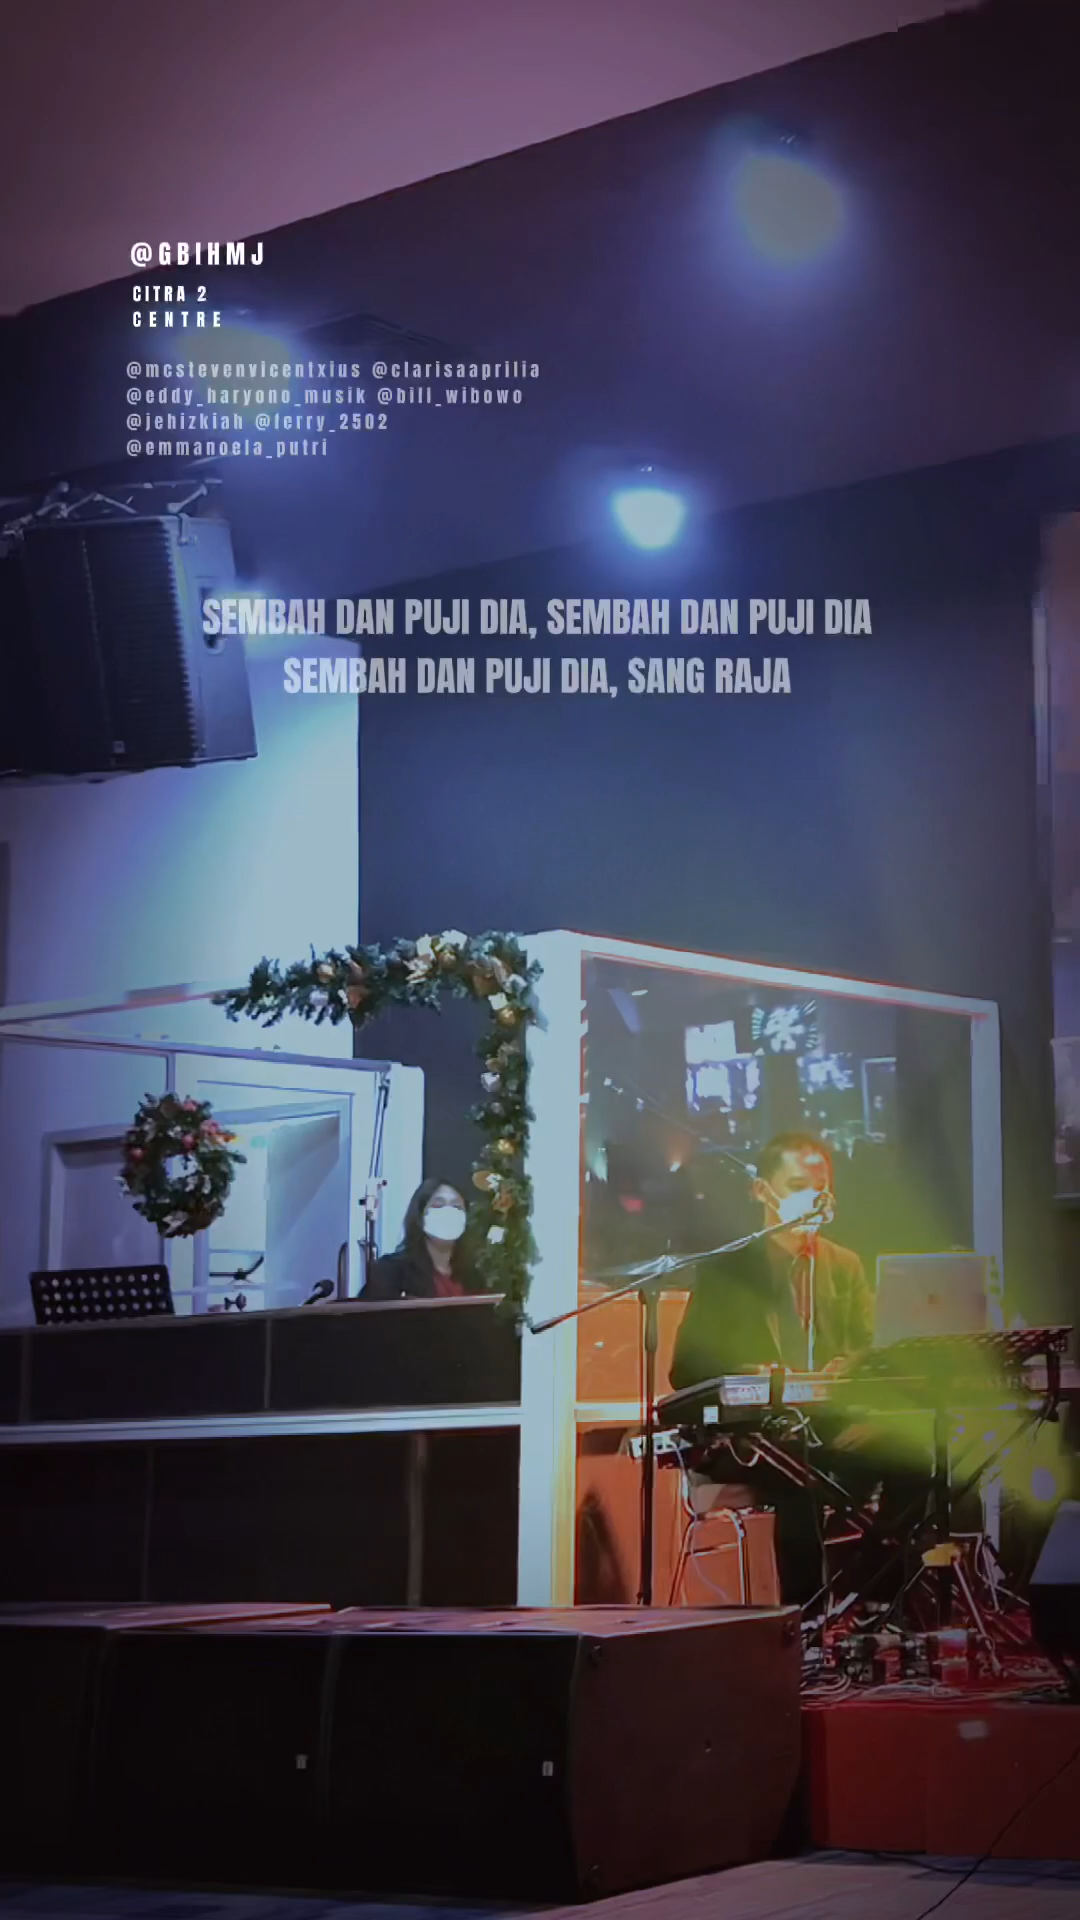 @GBIHMJ
CITRA 2
CENTRE
@mcstevenvicentxius @clarisaaprilia
@eddy_haryono_musik @bill_wibowo
@jehizkiah @ferry_2502
@emmanoela_putri
SEMBAH DAN PUJI DIA, SEMBAH DAN PUJI DIA
SEMBAH DAN PUJI DIA, SANG RAJA